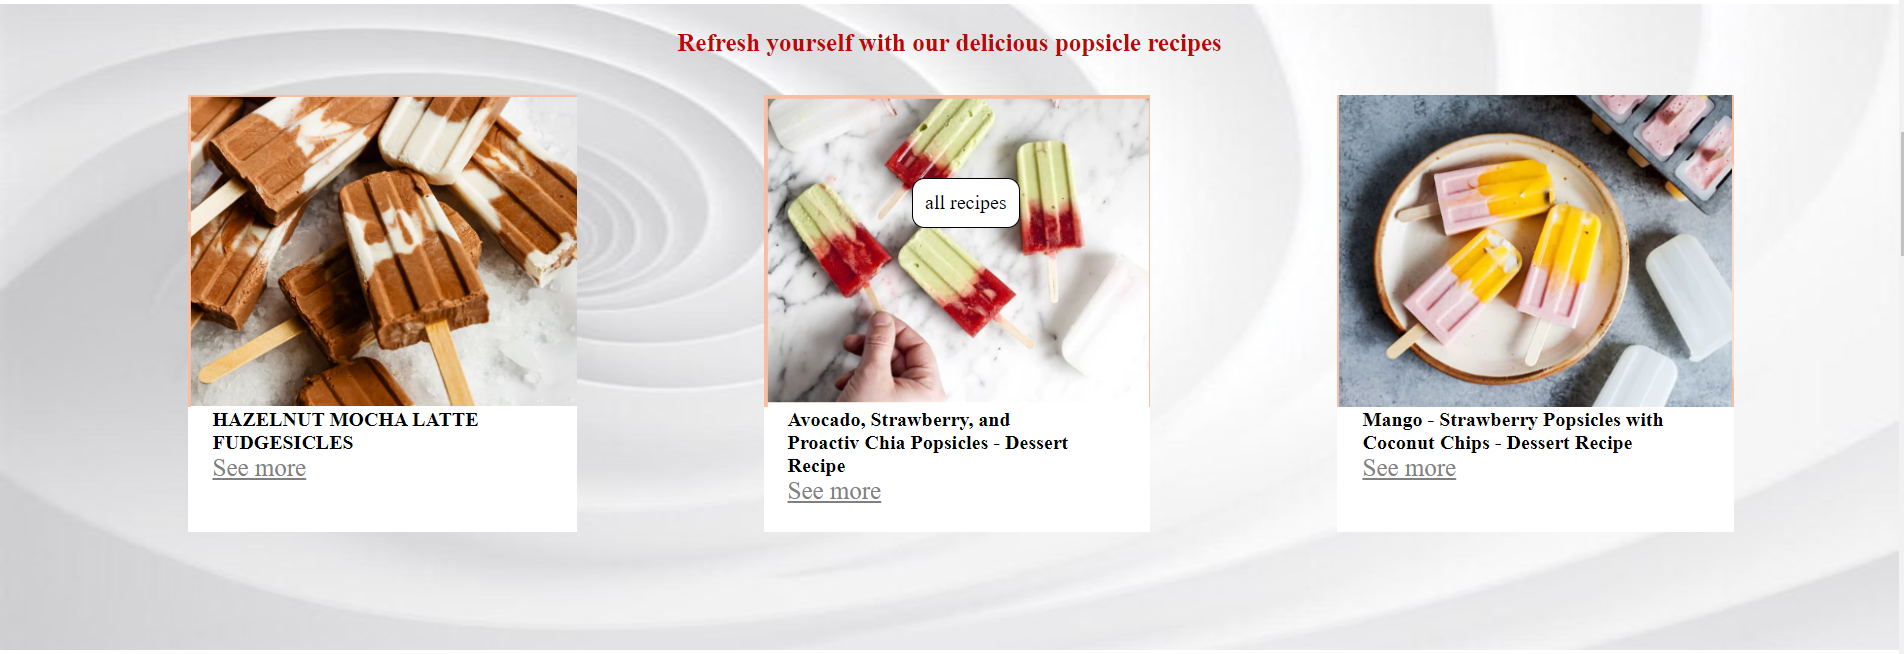 Refresh yourself with our delicious popsicle recipes
all recipes
HAZELNUT MOCHA LATTE
FUDGESICLES
See more
Avocado, Strawberry, and
Proactiv Chia Popsicles - Dessert
Recipe
See more
Mango - Strawberry Popsicles with
Coconut Chips - Dessert Recipe
See more